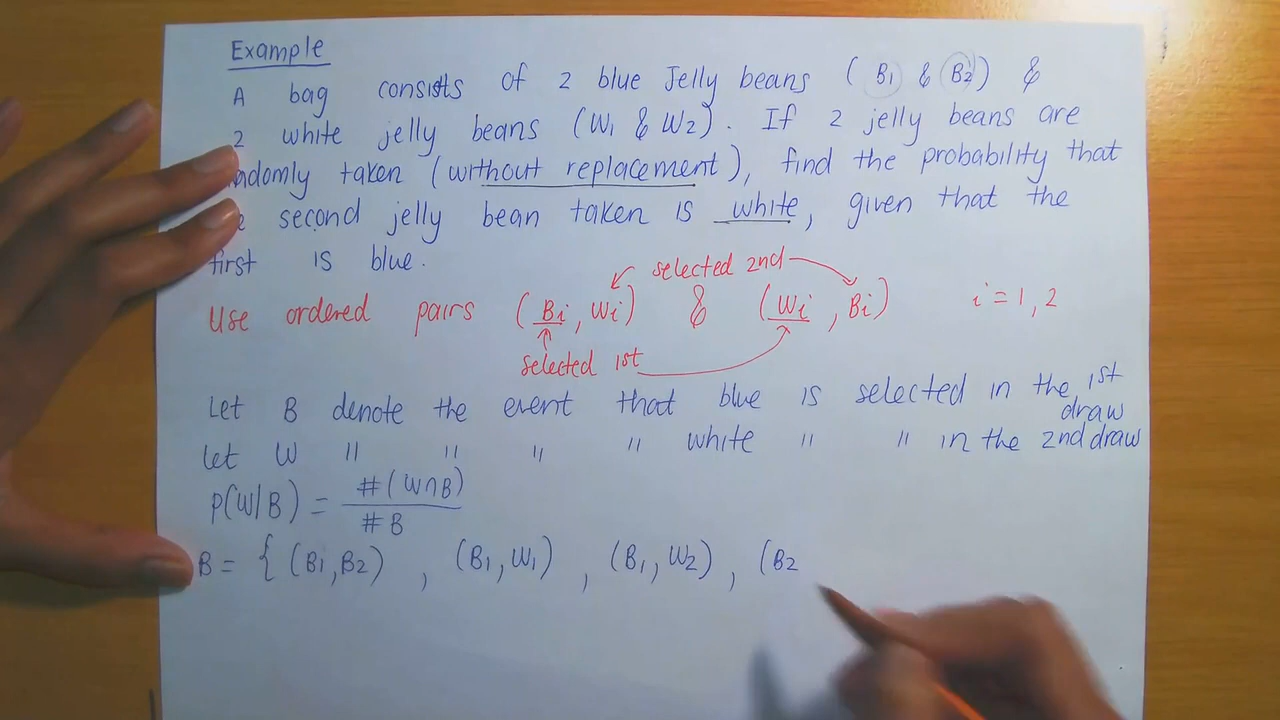 Example
A bag consists of 2 blue Jelly beans ( B1 & B2 ) &
2 white jelly beans (W1 & W2). If 2 jelly beans are
ndomly taken (without replacement), find the probability that
second jelly bean taken is white, given that the
first is blue.
selected 2nd
Use ordered pairs (Bi, Wi) & (Wi, Bi) i = 1, 2
selected 1st
Let B denote the event that blue is selected in the 1st draw
Let W " " " " white " " in the 2nd draw
P(W|B) = #(W∩B) / # B
B = { (B1,B2) , (B1,W1) , (B1,W2) , (B2